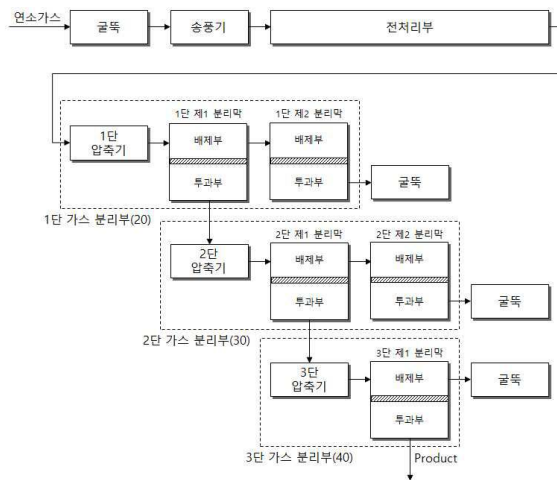 연소가스
굴뚝
송풍기
전처리부
1단 제1 분리막
1단 제2 분리막
1단
압축기
배제부
투과부
배제부
투과부
굴뚝
1단 가스 분리부(20)
2단 제1 분리막
2단 제2 분리막
2단
압축기
배제부
투과부
배제부
투과부
굴뚝
2단 가스 분리부(30)
3단 제1 분리막
3단
압축기
배제부
투과부
굴뚝
3단 가스 분리부(40)
Product